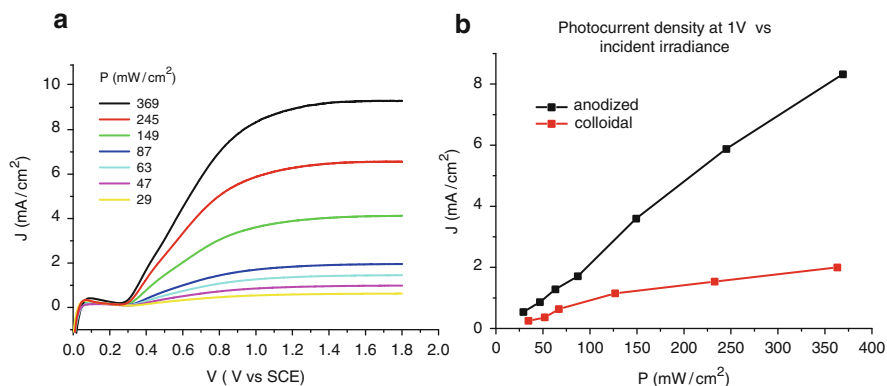 a
P (mW/cm²)
369
245
149
87
63
47
29
J (mA/cm²)
10
8
6
4
2
0
0.0 0.2 0.4 0.6 0.8 1.0 1.2 1.4 1.6 1.8 2.0
V ( V vs SCE)
b
Photocurrent density at 1V vs
incident irradiance
anodized
colloidal
J (mA/cm²)
8
6
4
2
0
0 50 100 150 200 250 300 350 400
P (mW/cm²)